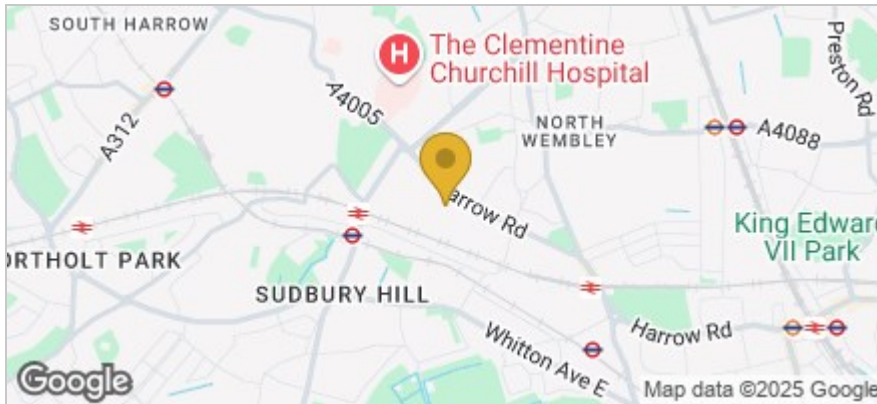 SOUTH HARROW
A312
A4005
H
The Clementine
Churchill Hospital
Preston Rd
NORTH
WEMBLEY
A4088
arrow Rd
King Edward
VII Park
ORTHOLT PARK
SUDBURY HILL
Harrow Rd
Whitton Ave E
Google
Map data ©2025 Google